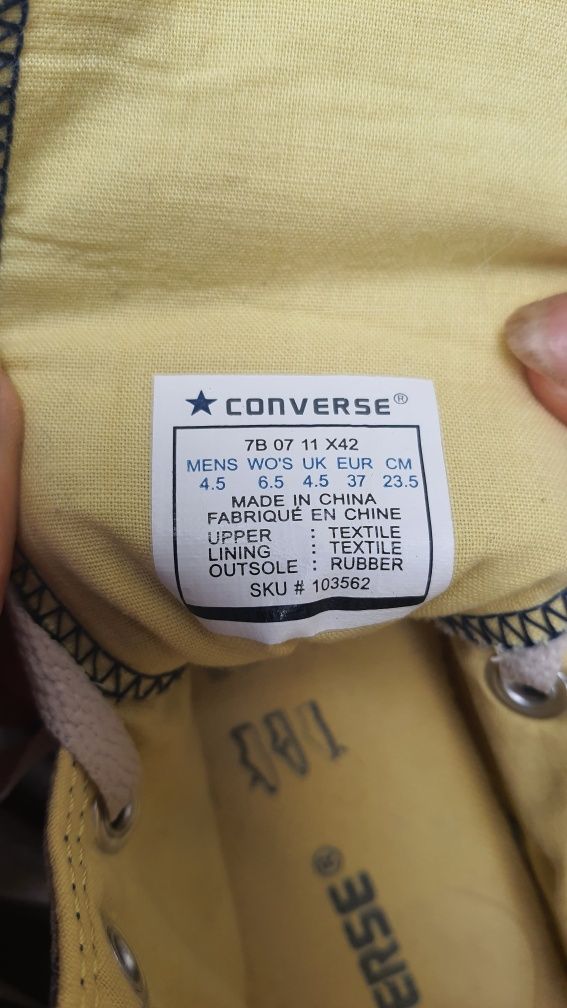 CONVERSE®
7B 07 11 X42
MENS WO'S UK EUR CM
4.5 6.5 4.5 37 23.5
MADE IN CHINA
FABRIQUÉ EN CHINE
UPPER : TEXTILE
LINING : TEXTILE
OUTSOLE : RUBBER
SKU # 103562
ERSE®